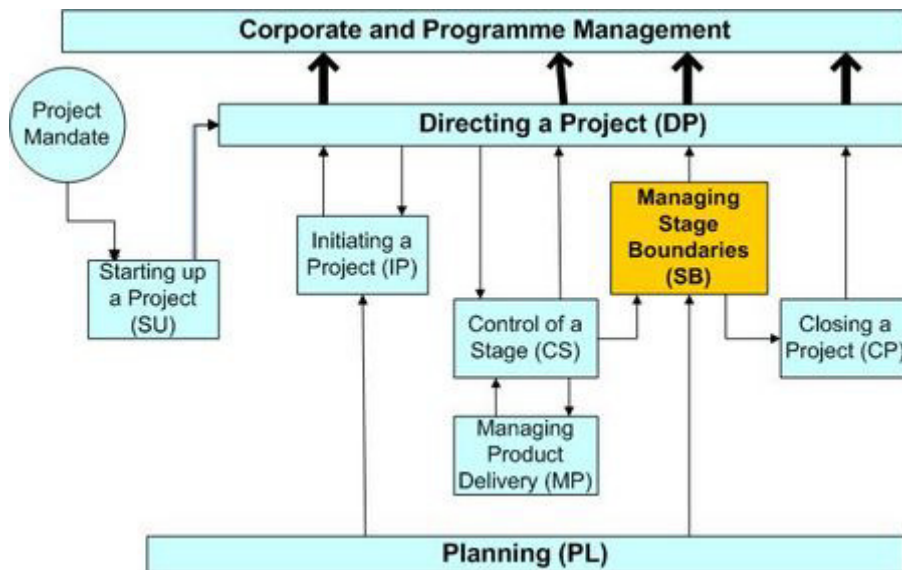 Corporate and Programme Management
Project
Mandate
Directing a Project (DP)
Managing
Stage
Boundaries
(SB)
Initiating a
Project (IP)
Starting up
a Project
(SU)
Control of a
Stage (CS)
Closing a
Project (CP)
Managing
Product
Delivery (MP)
Planning (PL)